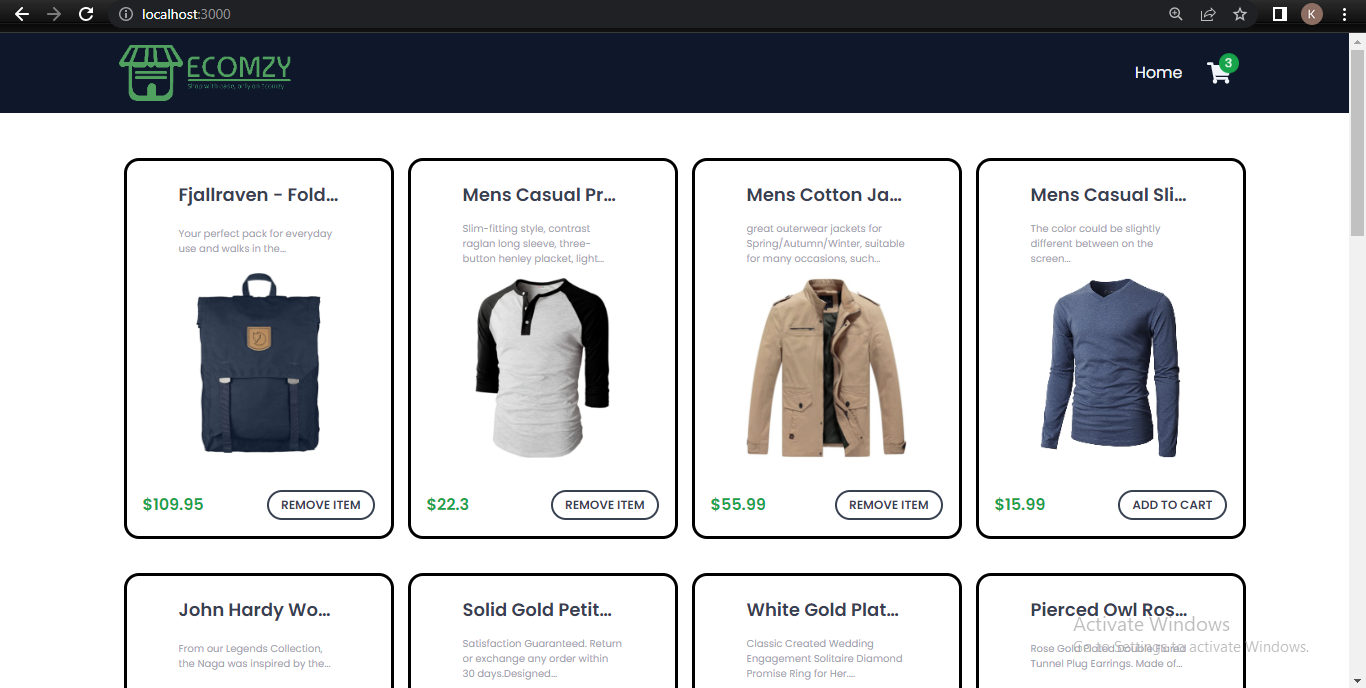 localhost:3000
K
ECOMZY
Shop with ease, only on Ecomzy
Home
3
Fjallraven - Fold...
Mens Casual Pr...
Mens Cotton Ja...
Mens Casual Sli...
Your perfect pack for everyday
use and walks in the...
Slim-fitting style, contrast
raglan long sleeve, three-
button henley placket, light...
great outerwear jackets for
Spring/Autumn/Winter, suitable
for many occasions, such...
The color could be slightly
different between on the
screen...
$109.95
REMOVE ITEM
$22.3
REMOVE ITEM
$55.99
REMOVE ITEM
$15.99
ADD TO CART
John Hardy Wo...
Solid Gold Petit...
White Gold Plat...
Pierced Owl Ros...
From our Legends Collection,
the Naga was inspired by the...
Satisfaction Guaranteed. Return
or exchange any order within
30 days.Designed...
Classic Created Wedding
Engagement Solitaire Diamond
Promise Ring for Her....
Rose Gold Plated Double Flared
Tunnel Plug Earrings. Made of...
Activate Windows
Go to Settings to activate Windows.